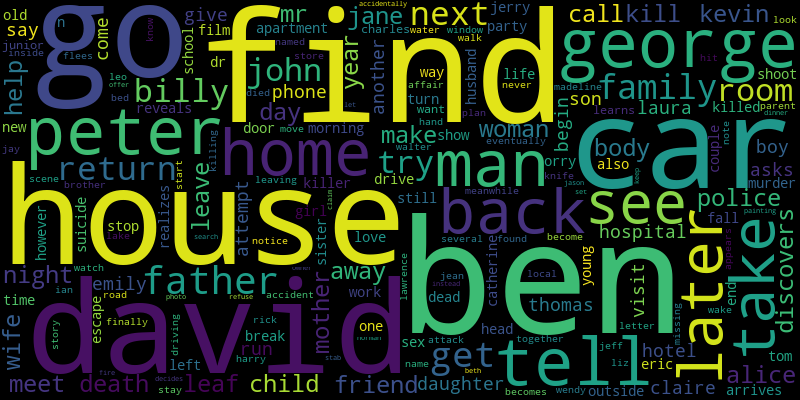 go
find
house
ben
david
car
george
peter
home
man
back
see
tell
take
later
next
father
family
room
john
billy
jane
call
kill
kevin
mr
give
film
dr
apartment
charles
accidentally
water
window
walk
affair
never
jerry
party
husband
life
way
turn
want
hand
another
year
phone
day
door
move
morning
died
named
store
school
old
say
junior
inside
flees
know
come
help
leo
offer
bed
reveals
new
jay
n
return
leave
try
make
show
woman
begin
son
learns
laura
killed
parent
dinner
shoot
tom
look
hit
madeline
plan
eventually
walter
knife
jason
set
keep
body
also
boy
asks
murder
couple
note
police
hospital
fall
visit
discovers
painting
appears
end
wake
missing
letter
young
orry
drive
still
killer
killing
leaving
attempt
realizes
start
suicide
scene
brother
however
stop
lake
search
girl
sister
love
notice
claim
several
found
become
meanwhile
catherine
lawrence
jean
instead
local
thomas
dead
head
attack
together
away
mother
night
emily
watch
ian
time
road
photo
refuse
accident
work
one
escape
finally
story
driving
rick
break
harry
run
left
wife
meet
death
leaf
stay
fire
decides
child
stab
friend
get
sex
name
daughter
beth
becomes
wendy
outside
jeff
liz
hotel
eric
claire
alice
arrives